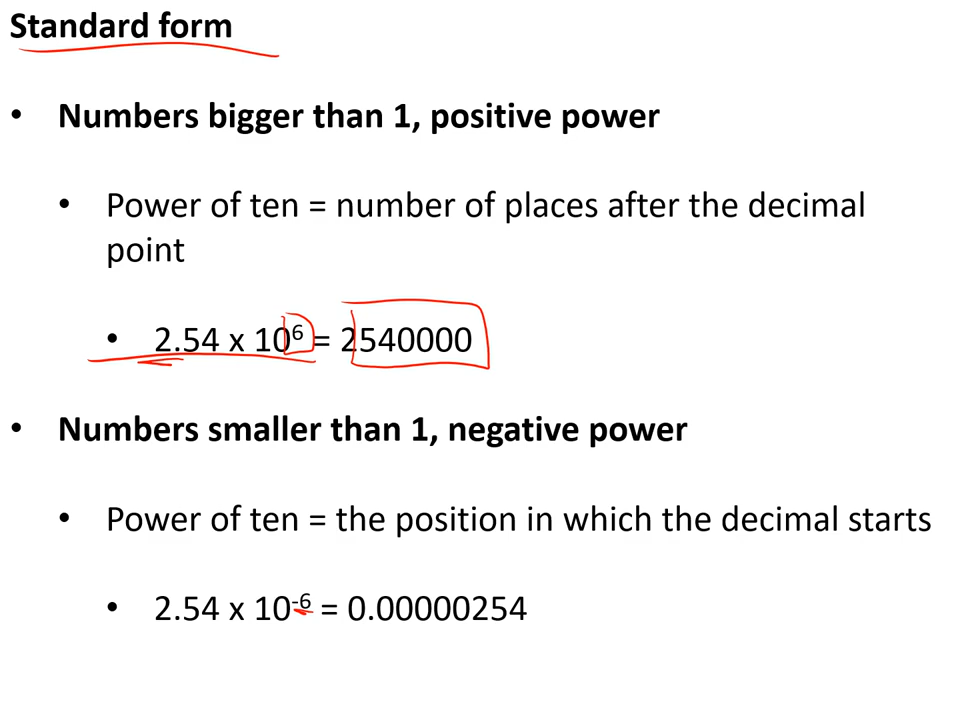 Standard form
• Numbers bigger than 1, positive power
• Power of ten = number of places after the decimal
point
• 2.54 x 10⁶ = 2540000
• Numbers smaller than 1, negative power
• Power of ten = the position in which the decimal starts
• 2.54 x 10⁻⁶ = 0.00000254